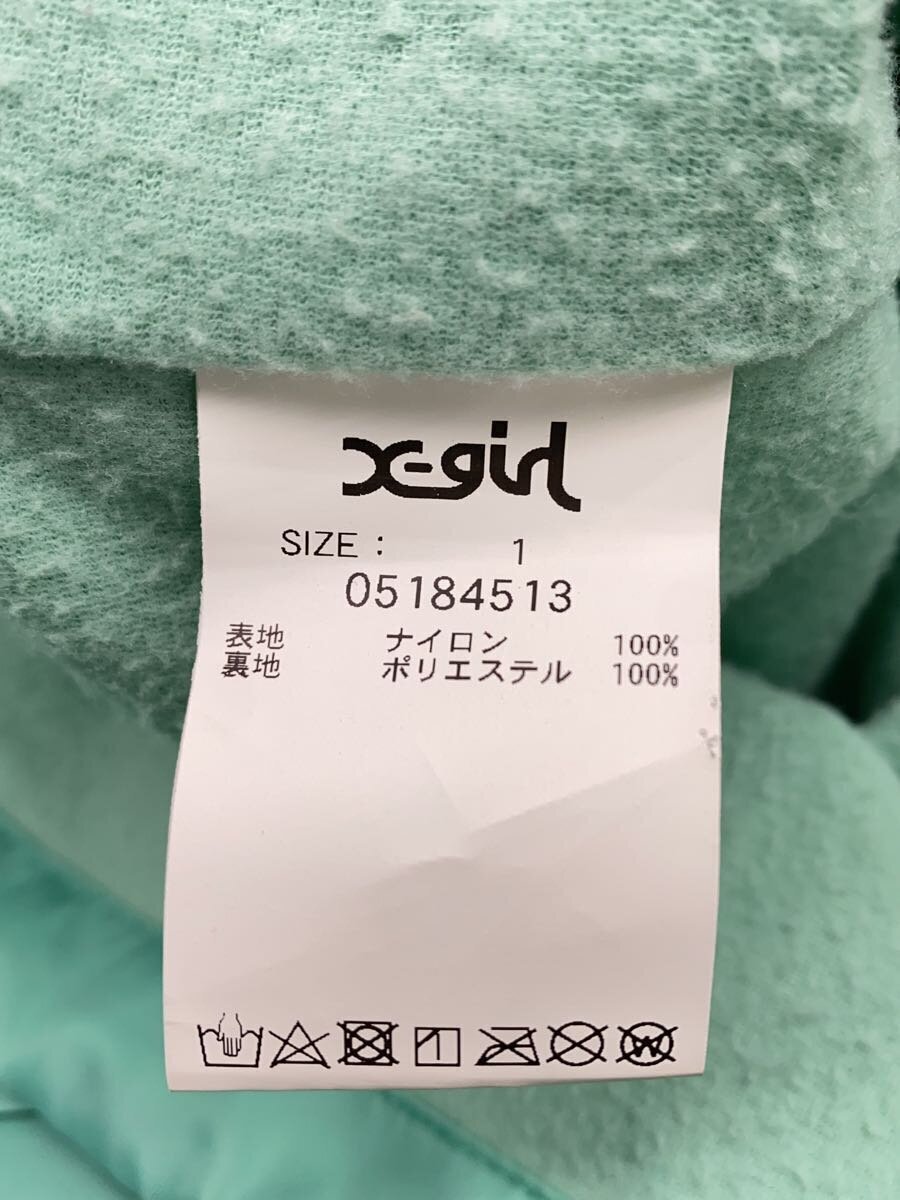 X-girl
SIZE : 1
05184513
表地 ナイロン 100%
裏地 ポリエステル 100%
W